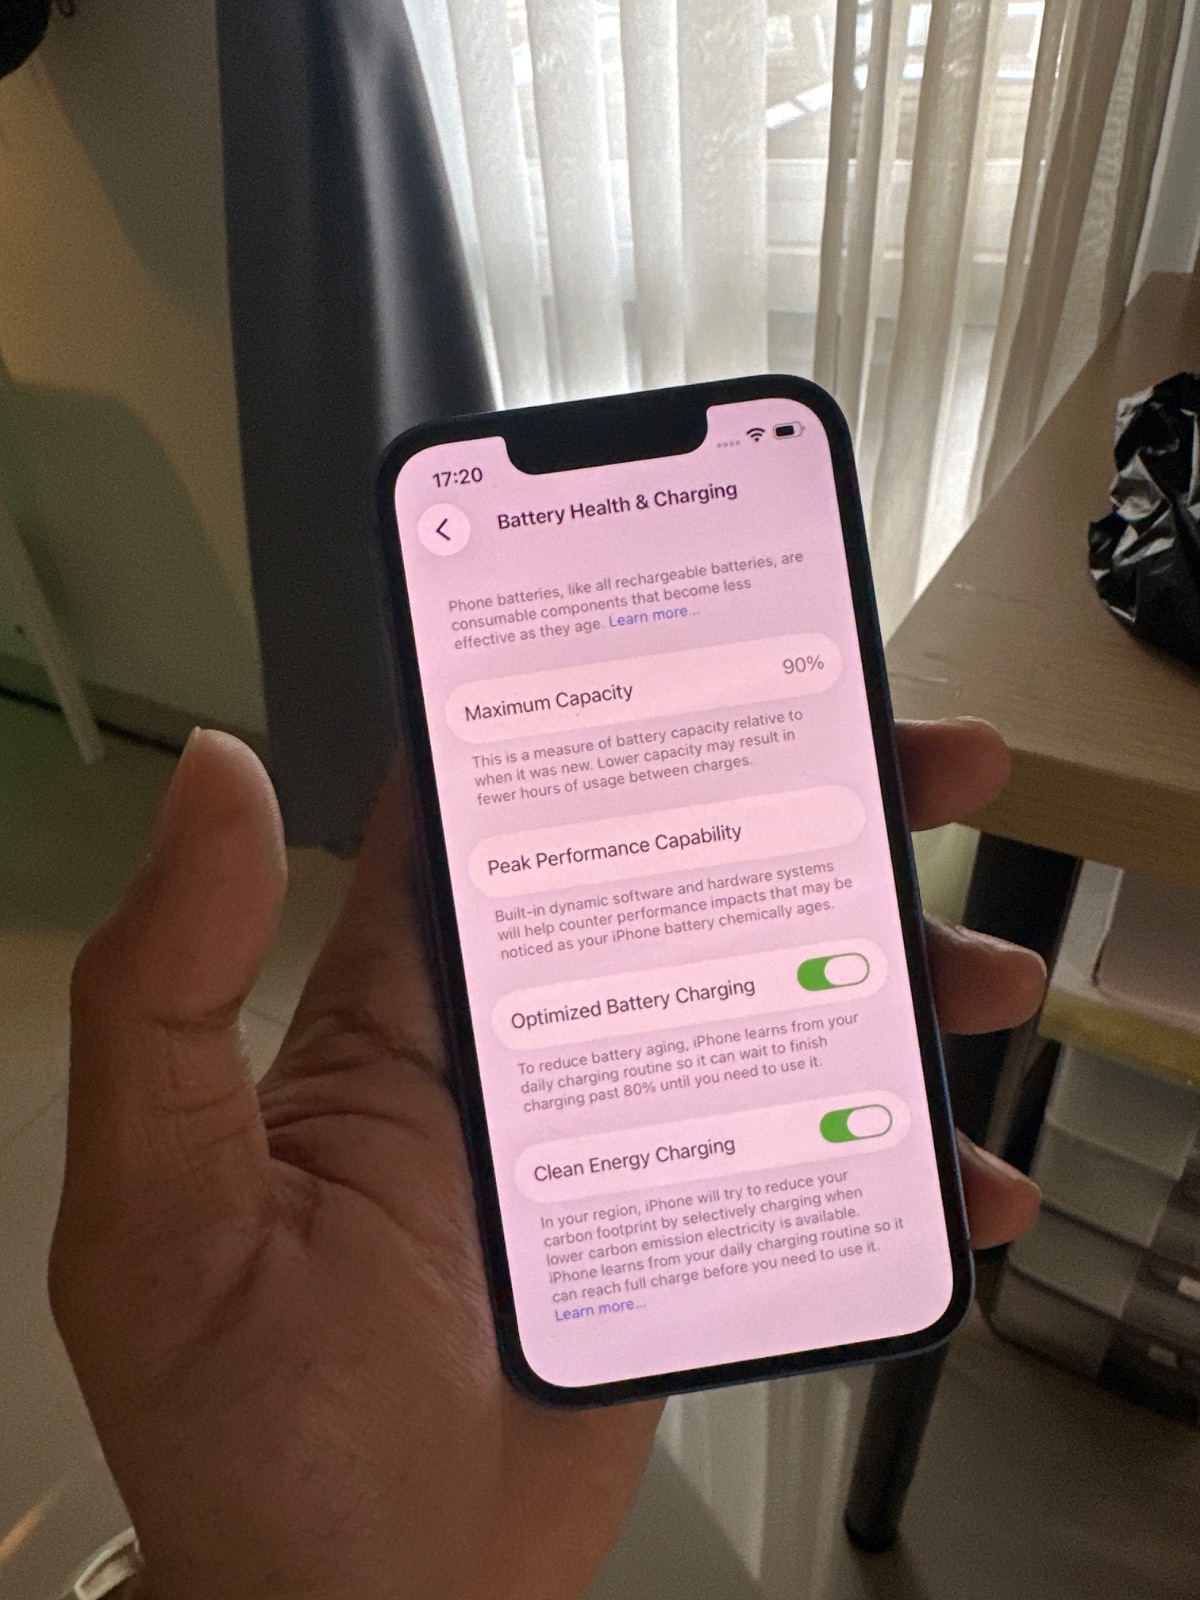 17:20
Battery Health & Charging
Phone batteries, like all rechargeable batteries, are
consumable components that become less
effective as they age. Learn more...
Maximum Capacity 90%
This is a measure of battery capacity relative to
when it was new. Lower capacity may result in
fewer hours of usage between charges.
Peak Performance Capability
Built-in dynamic software and hardware systems
will help counter performance impacts that may be
noticed as your iPhone battery chemically ages.
Optimized Battery Charging
To reduce battery aging, iPhone learns from your
daily charging routine so it can wait to finish
charging past 80% until you need to use it.
Clean Energy Charging
In your region, iPhone will try to reduce your
carbon footprint by selectively charging when
lower carbon emission electricity is available.
iPhone learns from your daily charging routine so it
can reach full charge before you need to use it.
Learn more...